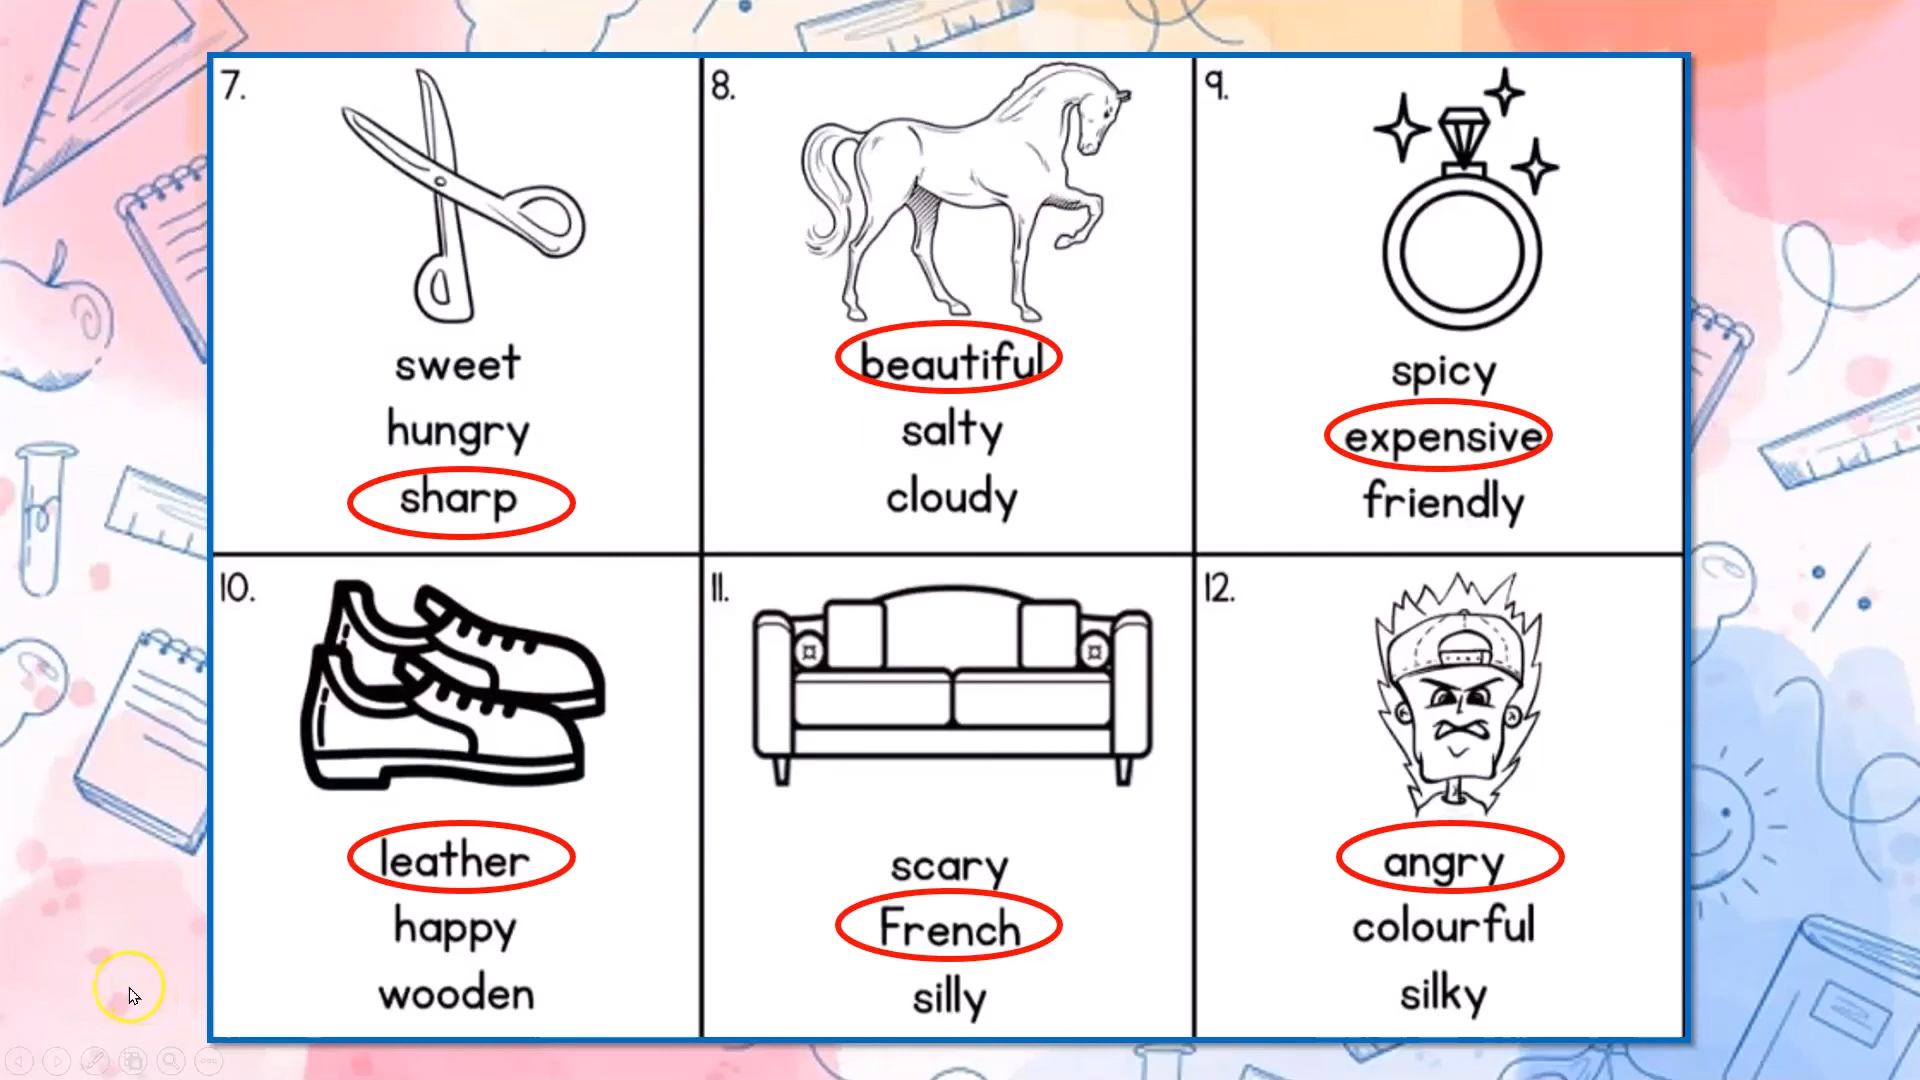 7.
sweet
hungry
sharp
8.
beautiful
salty
cloudy
9.
spicy
expensive
friendly
10.
leather
happy
wooden
11.
scary
French
silly
12.
angry
colourful
silky